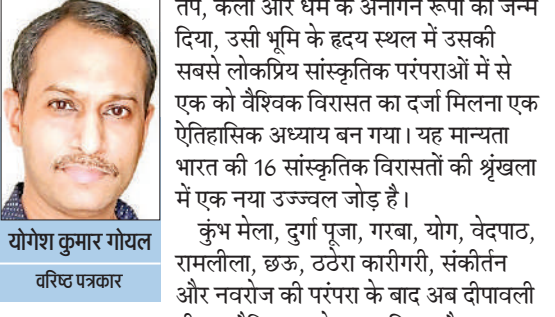 तप, कला और धर्म के अनगिन रूपों को जन्म
दिया, उसी भूमि के हृदय स्थल में उसकी
सबसे लोकप्रिय सांस्कृतिक परंपराओं में से
एक को वैश्विक विरासत का दर्जा मिलना एक
ऐतिहासिक अध्याय बन गया। यह मान्यता
भारत की 16 सांस्कृतिक विरासतों की श्रृंखला
में एक नया उज्ज्वल जोड़ है।
कुंभ मेला, दुर्गा पूजा, गरबा, योग, वेदपाठ,
रामलीला, छऊ, ठठेरा कारीगरी, संकीर्तन
और नवरोज की परंपरा के बाद अब दीपावली
योगेश कुमार गोयल
वरिष्ठ पत्रकार